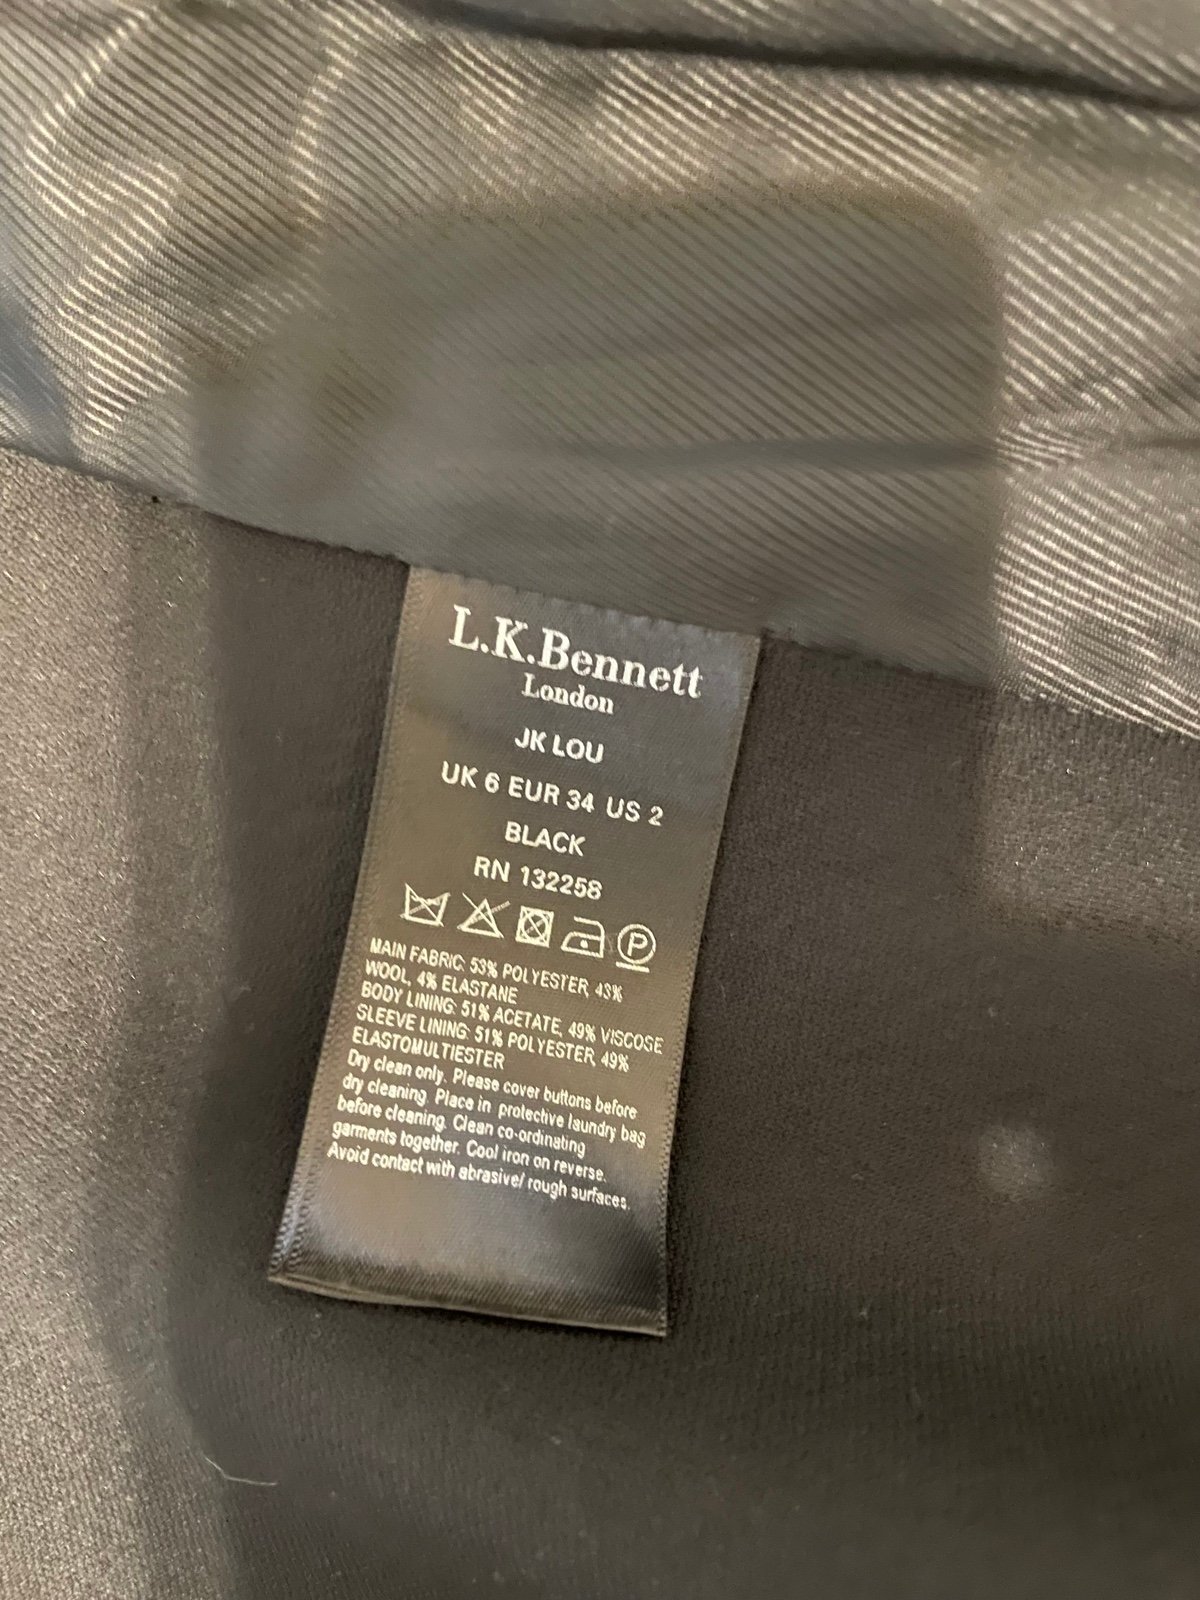 L.K.Bennett
London
JK LOU
UK 6 EUR 34 US 2
BLACK
RN 132258
P
MAIN FABRIC: 53% POLYESTER, 43%
WOOL, 4% ELASTANE
BODY LINING: 51% ACETATE, 49% VISCOSE
SLEEVE LINING: 51% POLYESTER, 49%
ELASTOMULTIESTER
Dry clean only. Please cover buttons before
dry cleaning. Place in protective laundry bag
before cleaning. Clean co-ordinating
garments together. Cool iron on reverse.
Avoid contact with abrasive/ rough surfaces.